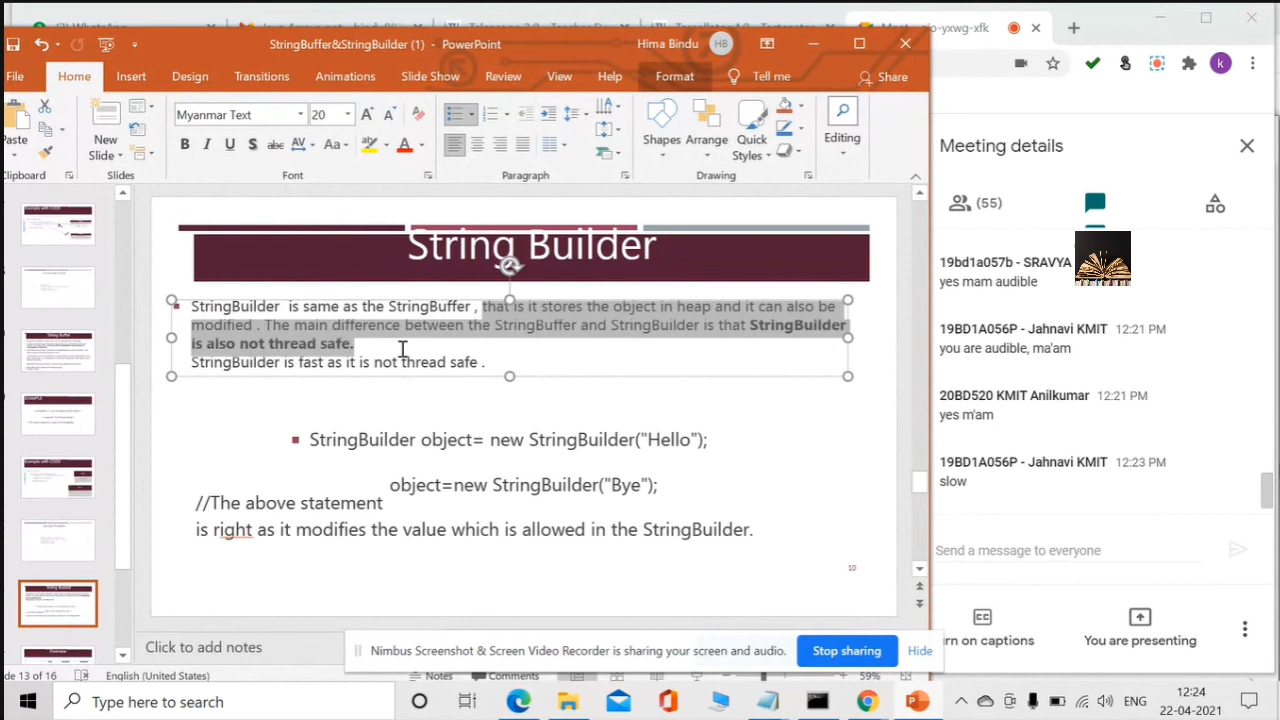 StringBuffer&StringBuilder (1) - PowerPoint
Hima Bindu
HB
File Home Insert Design Transitions Animations Slide Show Review View Help Format Tell me Share
Paste
New
Slide
Myanmar Text 20
Shapes Arrange Quick
Styles
Editing
Clipboard Slides Font Paragraph Drawing
String Builder
StringBuilder is same as the StringBuffer , that is it stores the object in heap and it can also be
modified . The main difference between the StringBuffer and StringBuilder is that StringBuilder
is also not thread safe.
StringBuilder is fast as it is not thread safe .
StringBuilder object= new StringBuilder("Hello");
object=new StringBuilder("Bye");
//The above statement
is right as it modifies the value which is allowed in the StringBuilder.
10
Click to add notes
Nimbus Screenshot & Screen Video Recorder is sharing your screen and audio. Stop sharing Hide
de 13 of 16 English (United States) Notes Comments 59%
Meeting details
(55)
19bd1a057b - SRAVYA
yes mam audible
19BD1A056P - Jahnavi KMIT 12:21 PM
you are audible, ma'am
20BD520 KMIT Anilkumar 12:21 PM
yes m'am
19BD1A056P - Jahnavi KMIT 12:23 PM
slow
Send a message to everyone
rn on captions You are presenting
Type here to search
ENG
12:24
22-04-2021